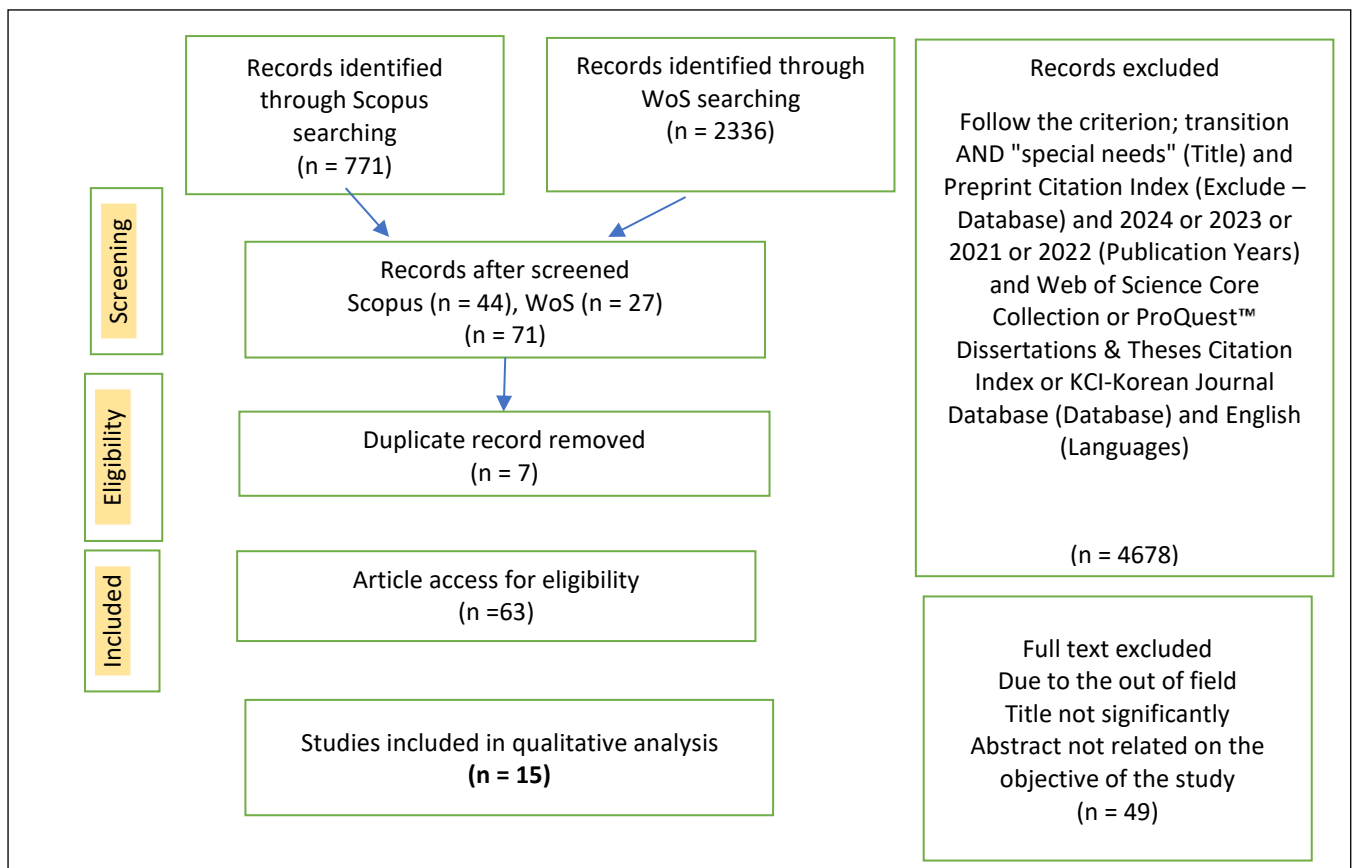 Records identified
through Scopus
searching
(n = 771)
Records identified through
WoS searching
(n = 2336)
Records excluded
Follow the criterion; transition
AND "special needs" (Title) and
Preprint Citation Index (Exclude –
Database) and 2024 or 2023 or
2021 or 2022 (Publication Years)
and Web of Science Core
Collection or ProQuest™
Dissertations & Theses Citation
Index or KCI-Korean Journal
Database (Database) and English
(Languages)
(n = 4678)
Screening
Records after screened
Scopus (n = 44), WoS (n = 27)
(n = 71)
Eligibility
Duplicate record removed
(n = 7)
Included
Article access for eligibility
(n =63)
Full text excluded
Due to the out of field
Title not significantly
Abstract not related on the
objective of the study
(n = 49)
Studies included in qualitative analysis
(n = 15)